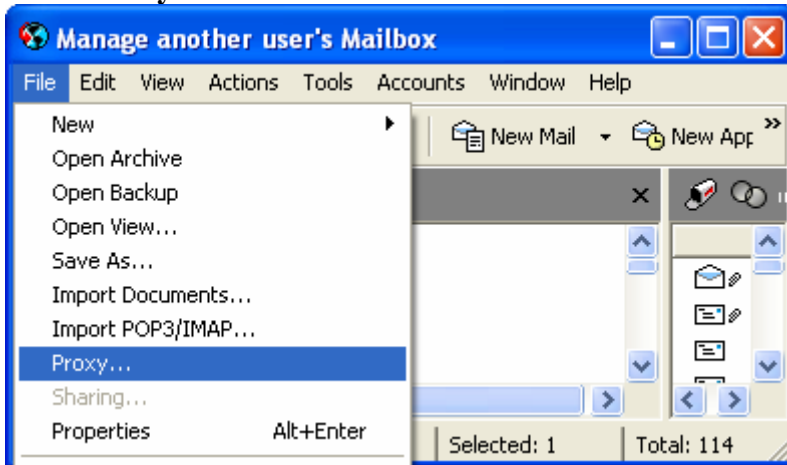 Manage another user's Mailbox
File Edit View Actions Tools Accounts Window Help
New
Open Archive
Open Backup
Open View...
Save As...
Import Documents...
Import POP3/IMAP...
Proxy...
Sharing...
Properties Alt+Enter
New Mail New App
Selected: 1 Total: 114